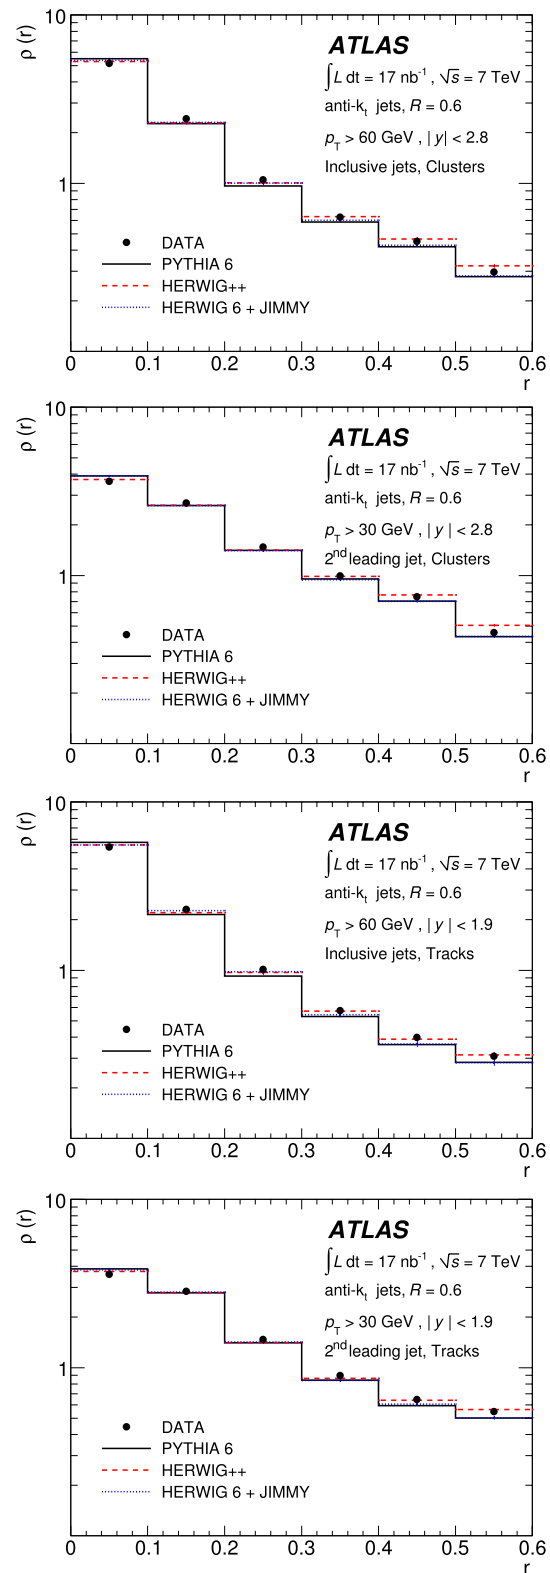 ρ (r)
10
1
ATLAS
∫ L dt = 17 nb⁻¹ , √s = 7 TeV
anti-kₜ jets, R = 0.6
p_T > 60 GeV , | y | < 2.8
Inclusive jets, Clusters
DATA
PYTHIA 6
HERWIG++
HERWIG 6 + JIMMY
0 0.1 0.2 0.3 0.4 0.5 0.6
r
ρ (r)
10
1
ATLAS
∫ L dt = 17 nb⁻¹ , √s = 7 TeV
anti-kₜ jets, R = 0.6
p_T > 30 GeV , | y | < 2.8
2ⁿᵈ leading jet, Clusters
DATA
PYTHIA 6
HERWIG++
HERWIG 6 + JIMMY
0 0.1 0.2 0.3 0.4 0.5 0.6
r
ρ (r)
10
1
ATLAS
∫ L dt = 17 nb⁻¹ , √s = 7 TeV
anti-kₜ jets, R = 0.6
p_T > 60 GeV , | y | < 1.9
Inclusive jets, Tracks
DATA
PYTHIA 6
HERWIG++
HERWIG 6 + JIMMY
0 0.1 0.2 0.3 0.4 0.5 0.6
r
ρ (r)
10
1
ATLAS
∫ L dt = 17 nb⁻¹ , √s = 7 TeV
anti-kₜ jets, R = 0.6
p_T > 30 GeV , | y | < 1.9
2ⁿᵈ leading jet, Tracks
DATA
PYTHIA 6
HERWIG++
HERWIG 6 + JIMMY
0 0.1 0.2 0.3 0.4 0.5 0.6
r